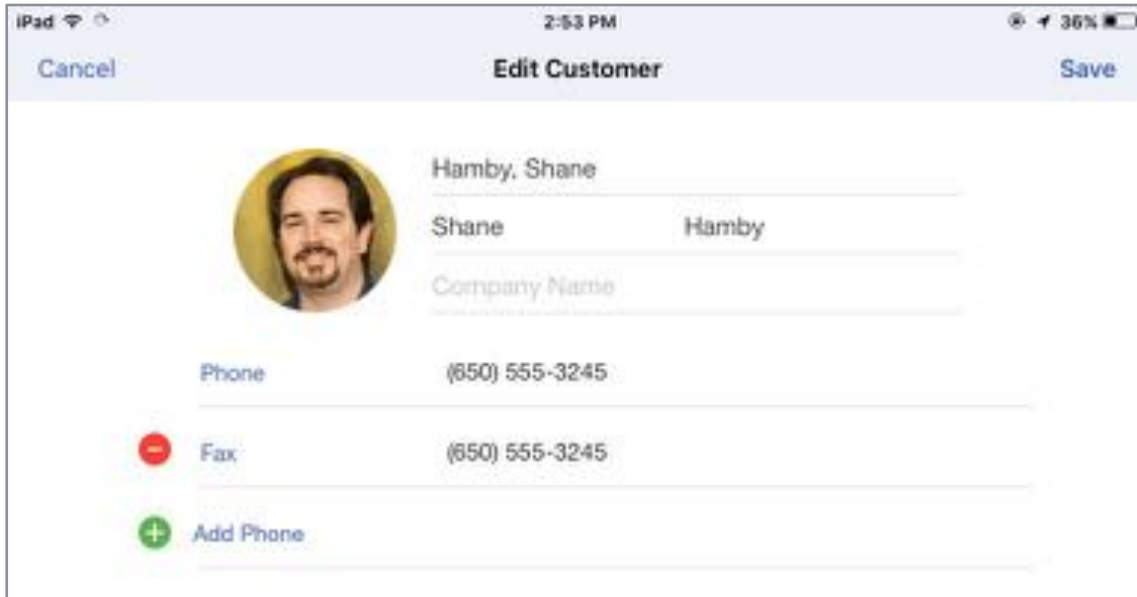 iPad 2:53 PM 36%
Cancel Edit Customer Save
Hamby, Shane
Shane Hamby
Company Name
Phone (650) 555-3245
Fax (650) 555-3245
Add Phone